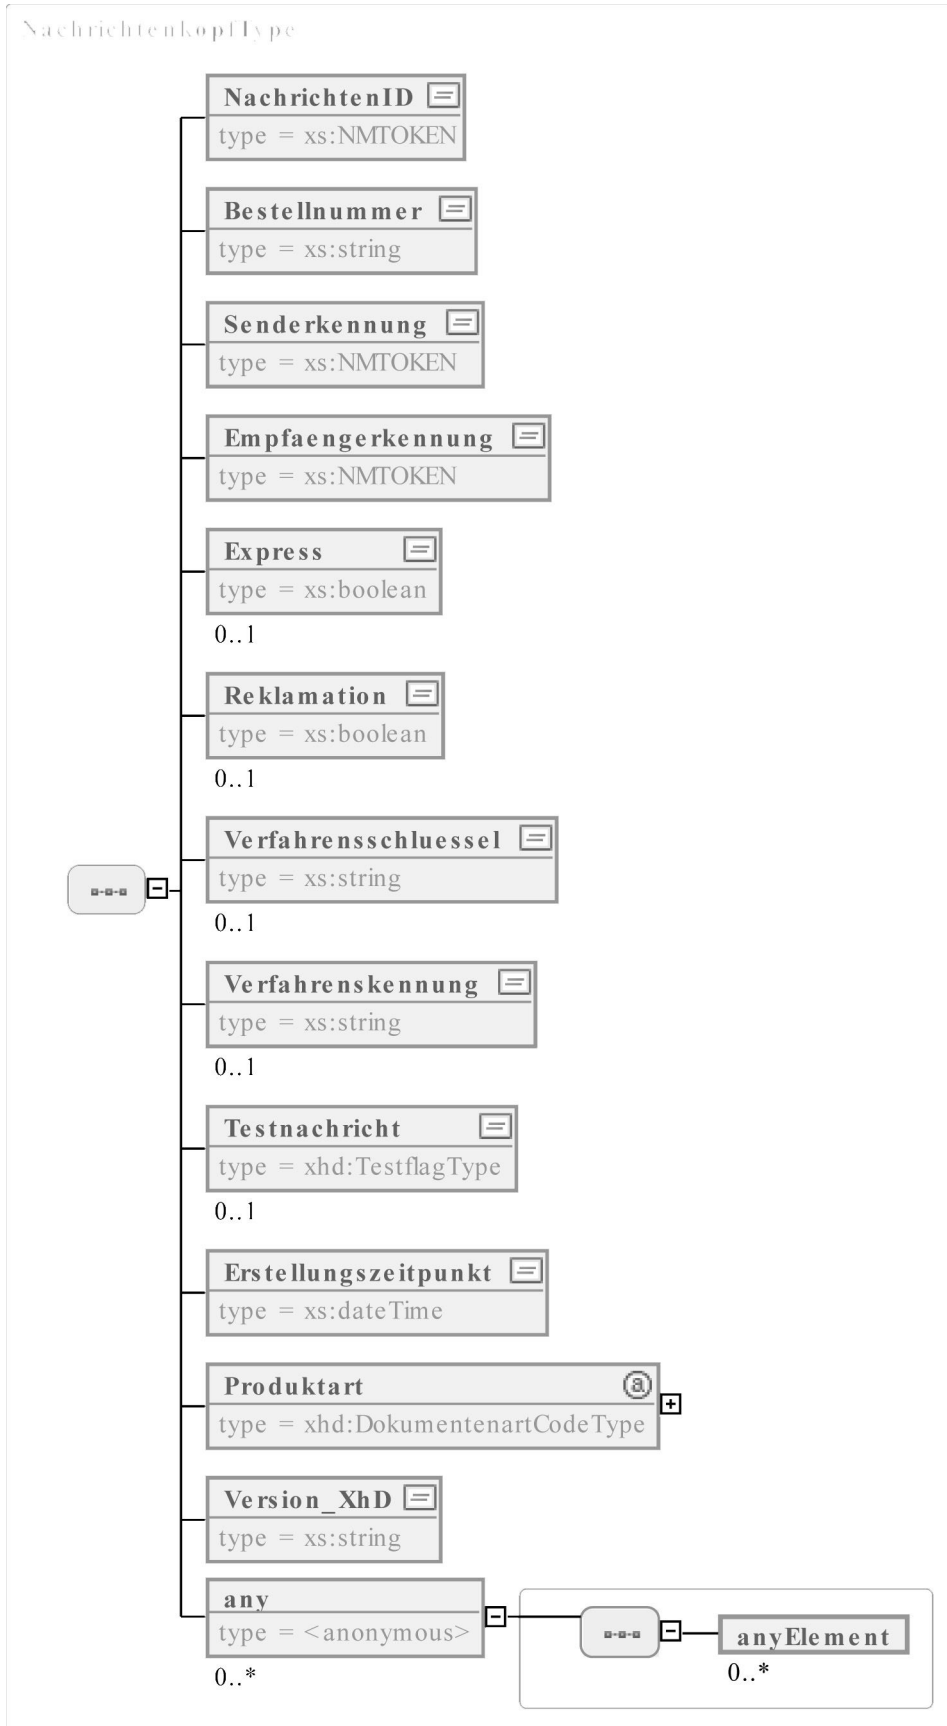 NachrichtenkopfType
NachrichtenID
type = xs:NMTOKEN
Bestellnummer
type = xs:string
Senderkennung
type = xs:NMTOKEN
Empfaengerkennung
type = xs:NMTOKEN
Express
type = xs:boolean
0..1
Reklamation
type = xs:boolean
0..1
Verfahrensschluessel
type = xs:string
0..1
Verfahrenskennung
type = xs:string
0..1
Testnachricht
type = xhd:TestflagType
0..1
Erstellungszeitpunkt
type = xs:dateTime
Produktart a
type = xhd:DokumentenartCodeType
Version_XhD
type = xs:string
any
type = <anonymous>
0..*
anyElement
0..*